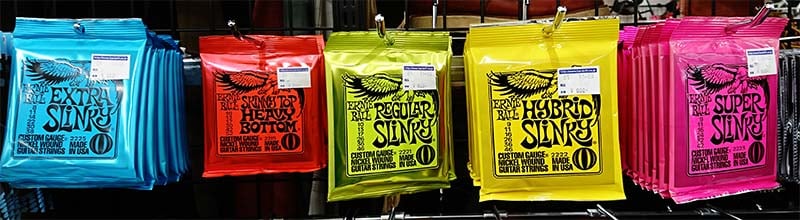 ERNIE BALL
EXTRA
SLINKY
CUSTOM GAUGE 2225
NICKEL WOUND MADE
GUITAR STRINGS IN USA
ERNIE BALL
SKINNY TOP
HEAVY
BOTTOM
CUSTOM GAUGE 2215
NICKEL WOUND MADE
GUITAR STRINGS IN USA
ERNIE BALL
REGULAR
SLINKY
CUSTOM GAUGE 2221
NICKEL WOUND MADE
GUITAR STRINGS IN USA
ERNIE BALL
HYBRID
SLINKY
CUSTOM GAUGE 2222
NICKEL WOUND MADE
GUITAR STRINGS IN USA
ERNIE BALL
SUPER
SLINKY
CUSTOM GAUGE 2223
NICKEL WOUND MADE
GUITAR STRINGS IN USA